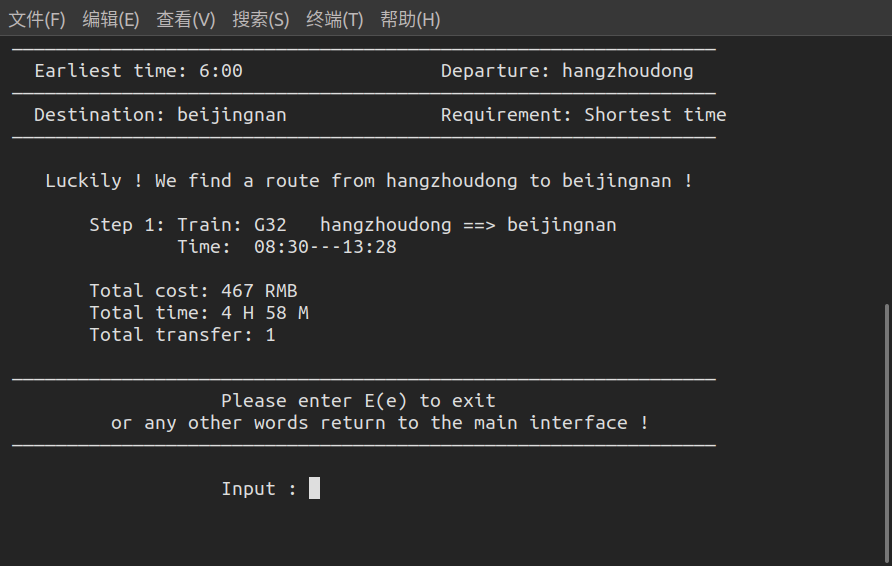 文件(F) 编辑(E) 查看(V) 搜索(S) 终端(T) 帮助(H)
Earliest time: 6:00 Departure: hangzhoudong
Destination: beijingnan Requirement: Shortest time
Luckily ! We find a route from hangzhoudong to beijingnan !
Step 1: Train: G32 hangzhoudong ==> beijingnan
Time: 08:30---13:28
Total cost: 467 RMB
Total time: 4 H 58 M
Total transfer: 1
Please enter E(e) to exit
or any other words return to the main interface !
Input :